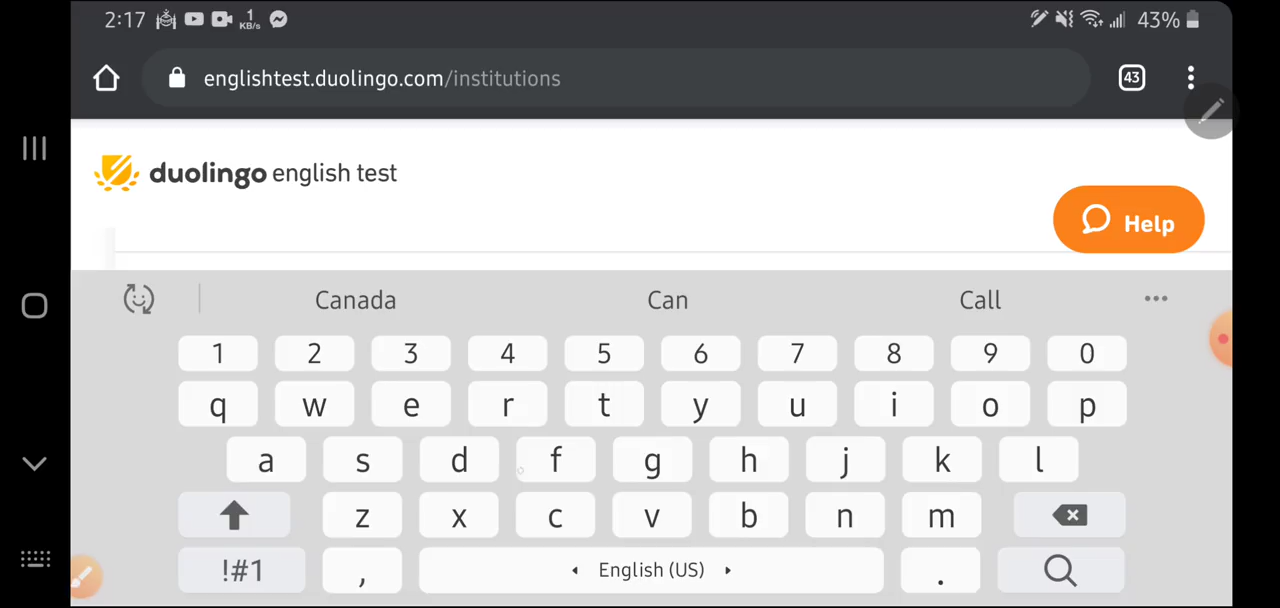 2:17 1 KB/s 43%
englishtest.duolingo.com/institutions 43
duolingo english test
Help
Canada Can Call
1 2 3 4 5 6 7 8 9 0
q w e r t y u i o p
a s d f g h j k l
z x c v b n m
!#1 , English (US) .